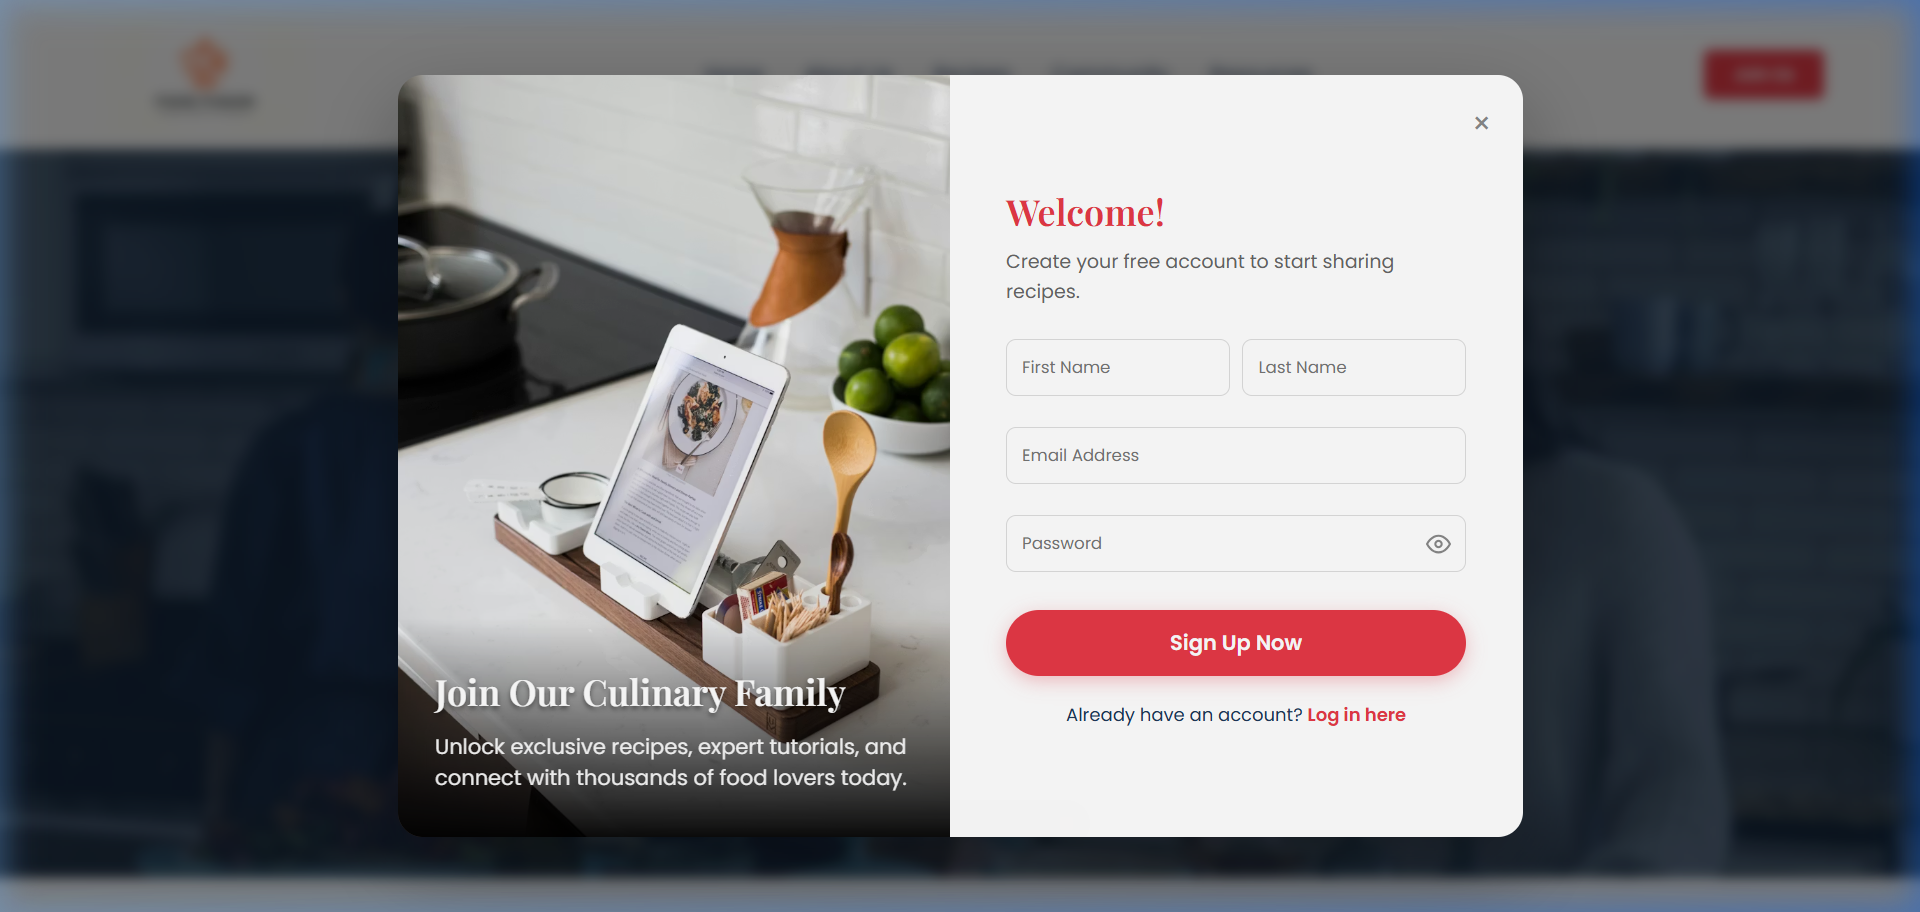 Join Our Culinary Family
Unlock exclusive recipes, expert tutorials, and
connect with thousands of food lovers today.
Welcome!
Create your free account to start sharing
recipes.
First Name
Last Name
Email Address
Password
Sign Up Now
Already have an account? Log in here